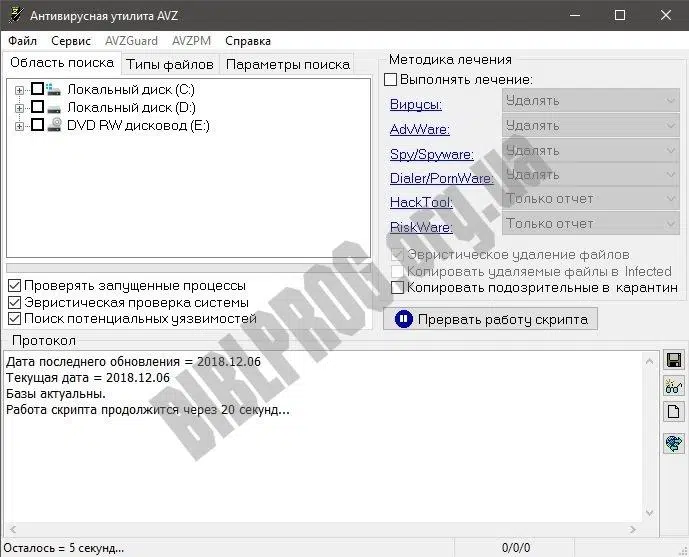 Антивирусная утилита AVZ
Файл Сервис AVZGuard AVZPM Справка
Область поиска Типы файлов Параметры поиска
Локальный диск (C:)
Локальный диск (D:)
DVD RW дисковод (E:)
Проверять запущенные процессы
Эвристическая проверка системы
Поиск потенциальных уязвимостей
Методика лечения
Выполнять лечение:
Вирусы: Удалять
AdvWare: Удалять
Spy/Spyware: Удалять
Dialer/PornWare: Удалять
HackTool: Только отчет
RiskWare: Только отчет
Эвристическое удаление файлов
Копировать удаляемые файлы в Infected
Копировать подозрительные в карантин
Прервать работу скрипта
Протокол
Дата последнего обновления = 2018.12.06
Текущая дата = 2018.12.06
Базы актуальны.
Работа скрипта продолжится через 20 секунд...
Осталось = 5 секунд... 0/0/0
BIBLPROG.org.ua